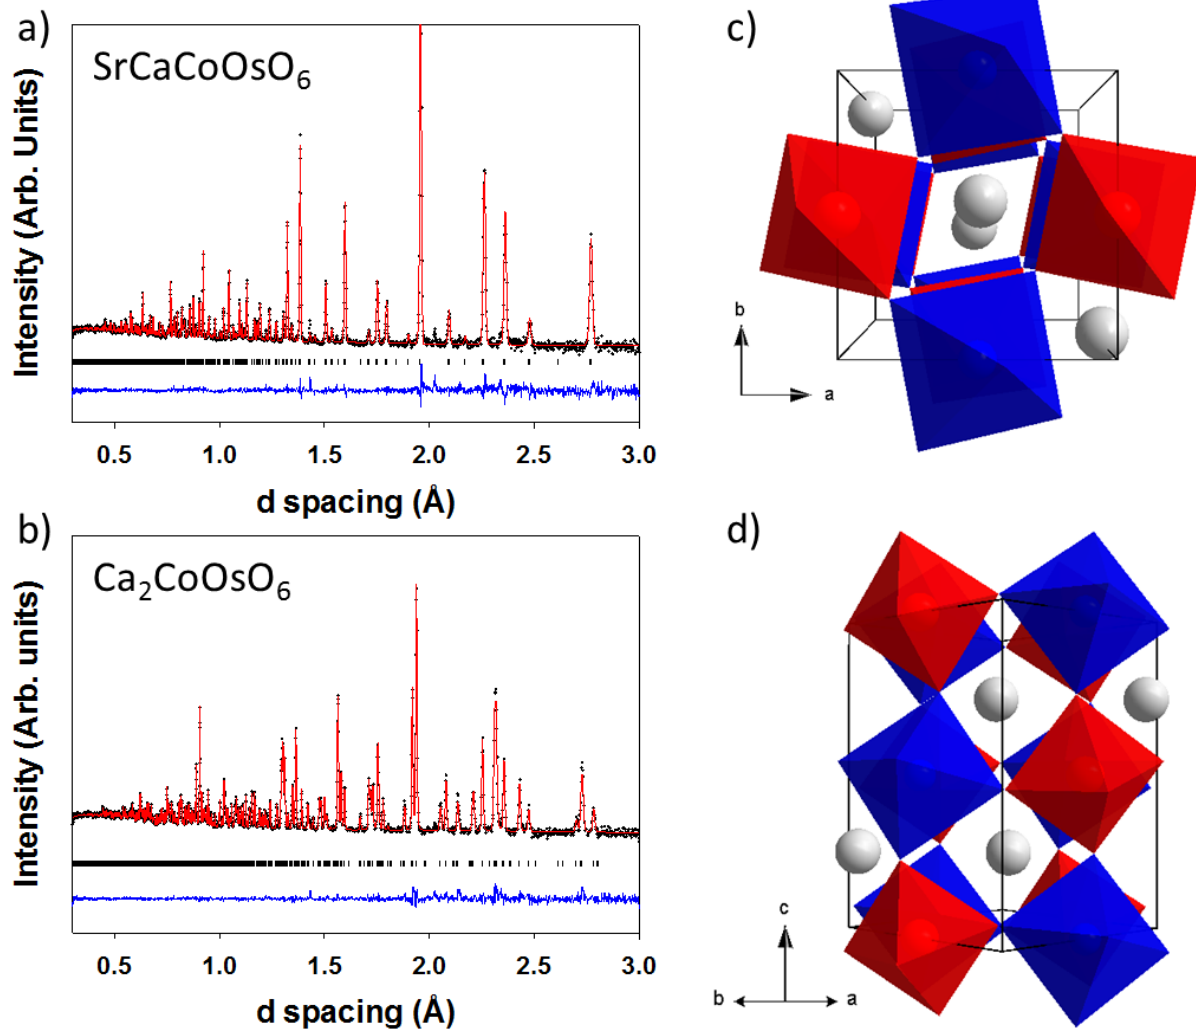 a)
SrCaCoOsO6
Intensity (Arb. Units)
0.5 1.0 1.5 2.0 2.5 3.0
d spacing (Å)
b)
Ca2CoOsO6
Intensity (Arb. units)
0.5 1.0 1.5 2.0 2.5 3.0
d spacing (Å)
c)
b
a
d)
c
b a